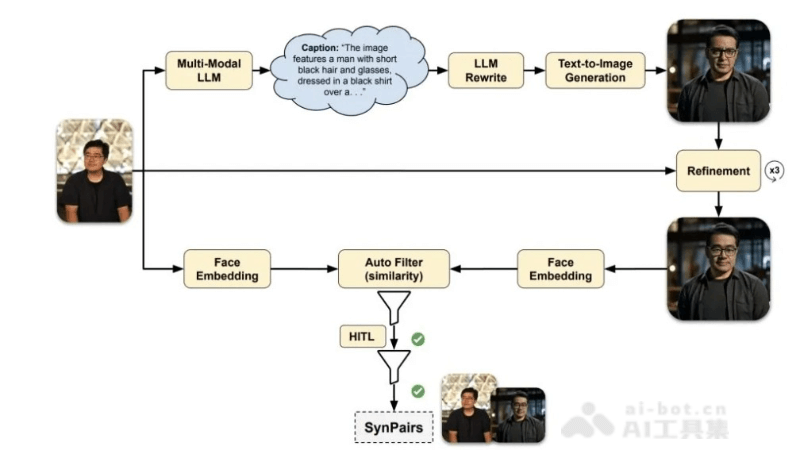 Multi-Modal
LLM
Caption: "The image
features a man with short
black hair and glasses,
dressed in a black shirt
over a. . ."
LLM
Rewrite
Text-to-Image
Generation
Refinement
x3
Face
Embedding
Auto Filter
(similarity)
Face
Embedding
HITL
SynPairs
ai-bot.cn
AI工具集